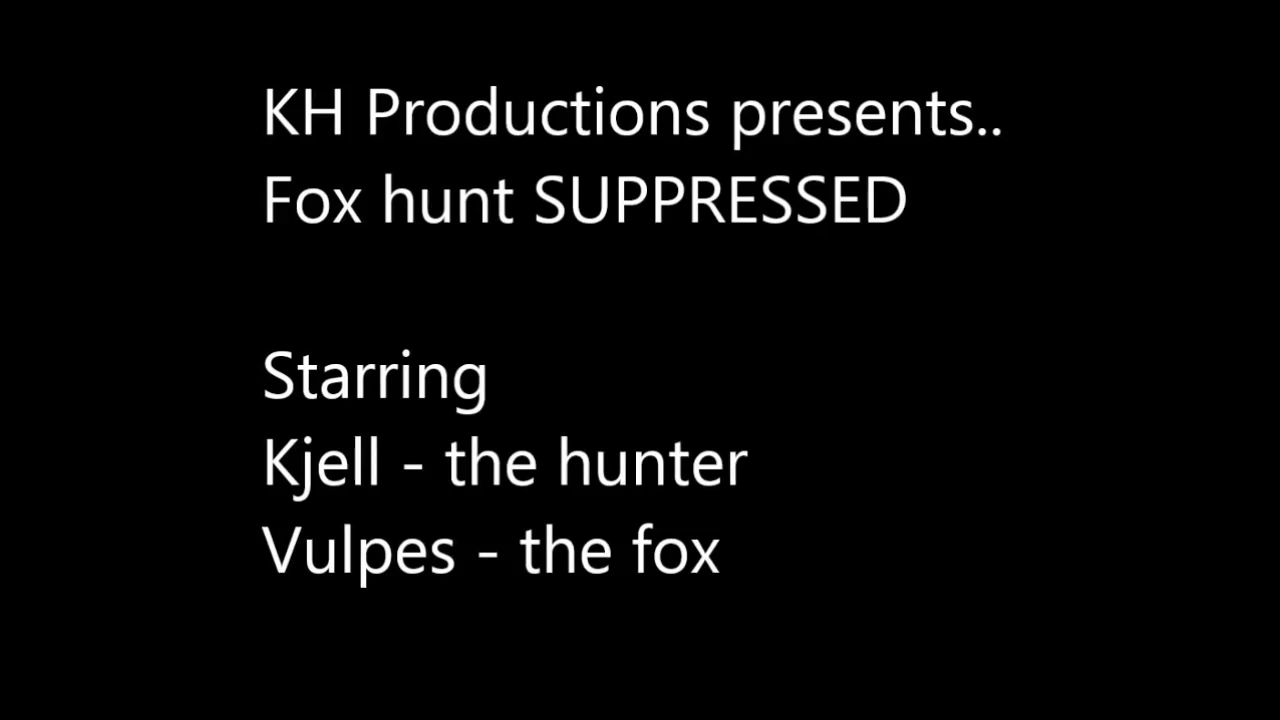 KH Productions presents..
Fox hunt SUPPRESSED
Starring
Kjell - the hunter
Vulpes - the fox